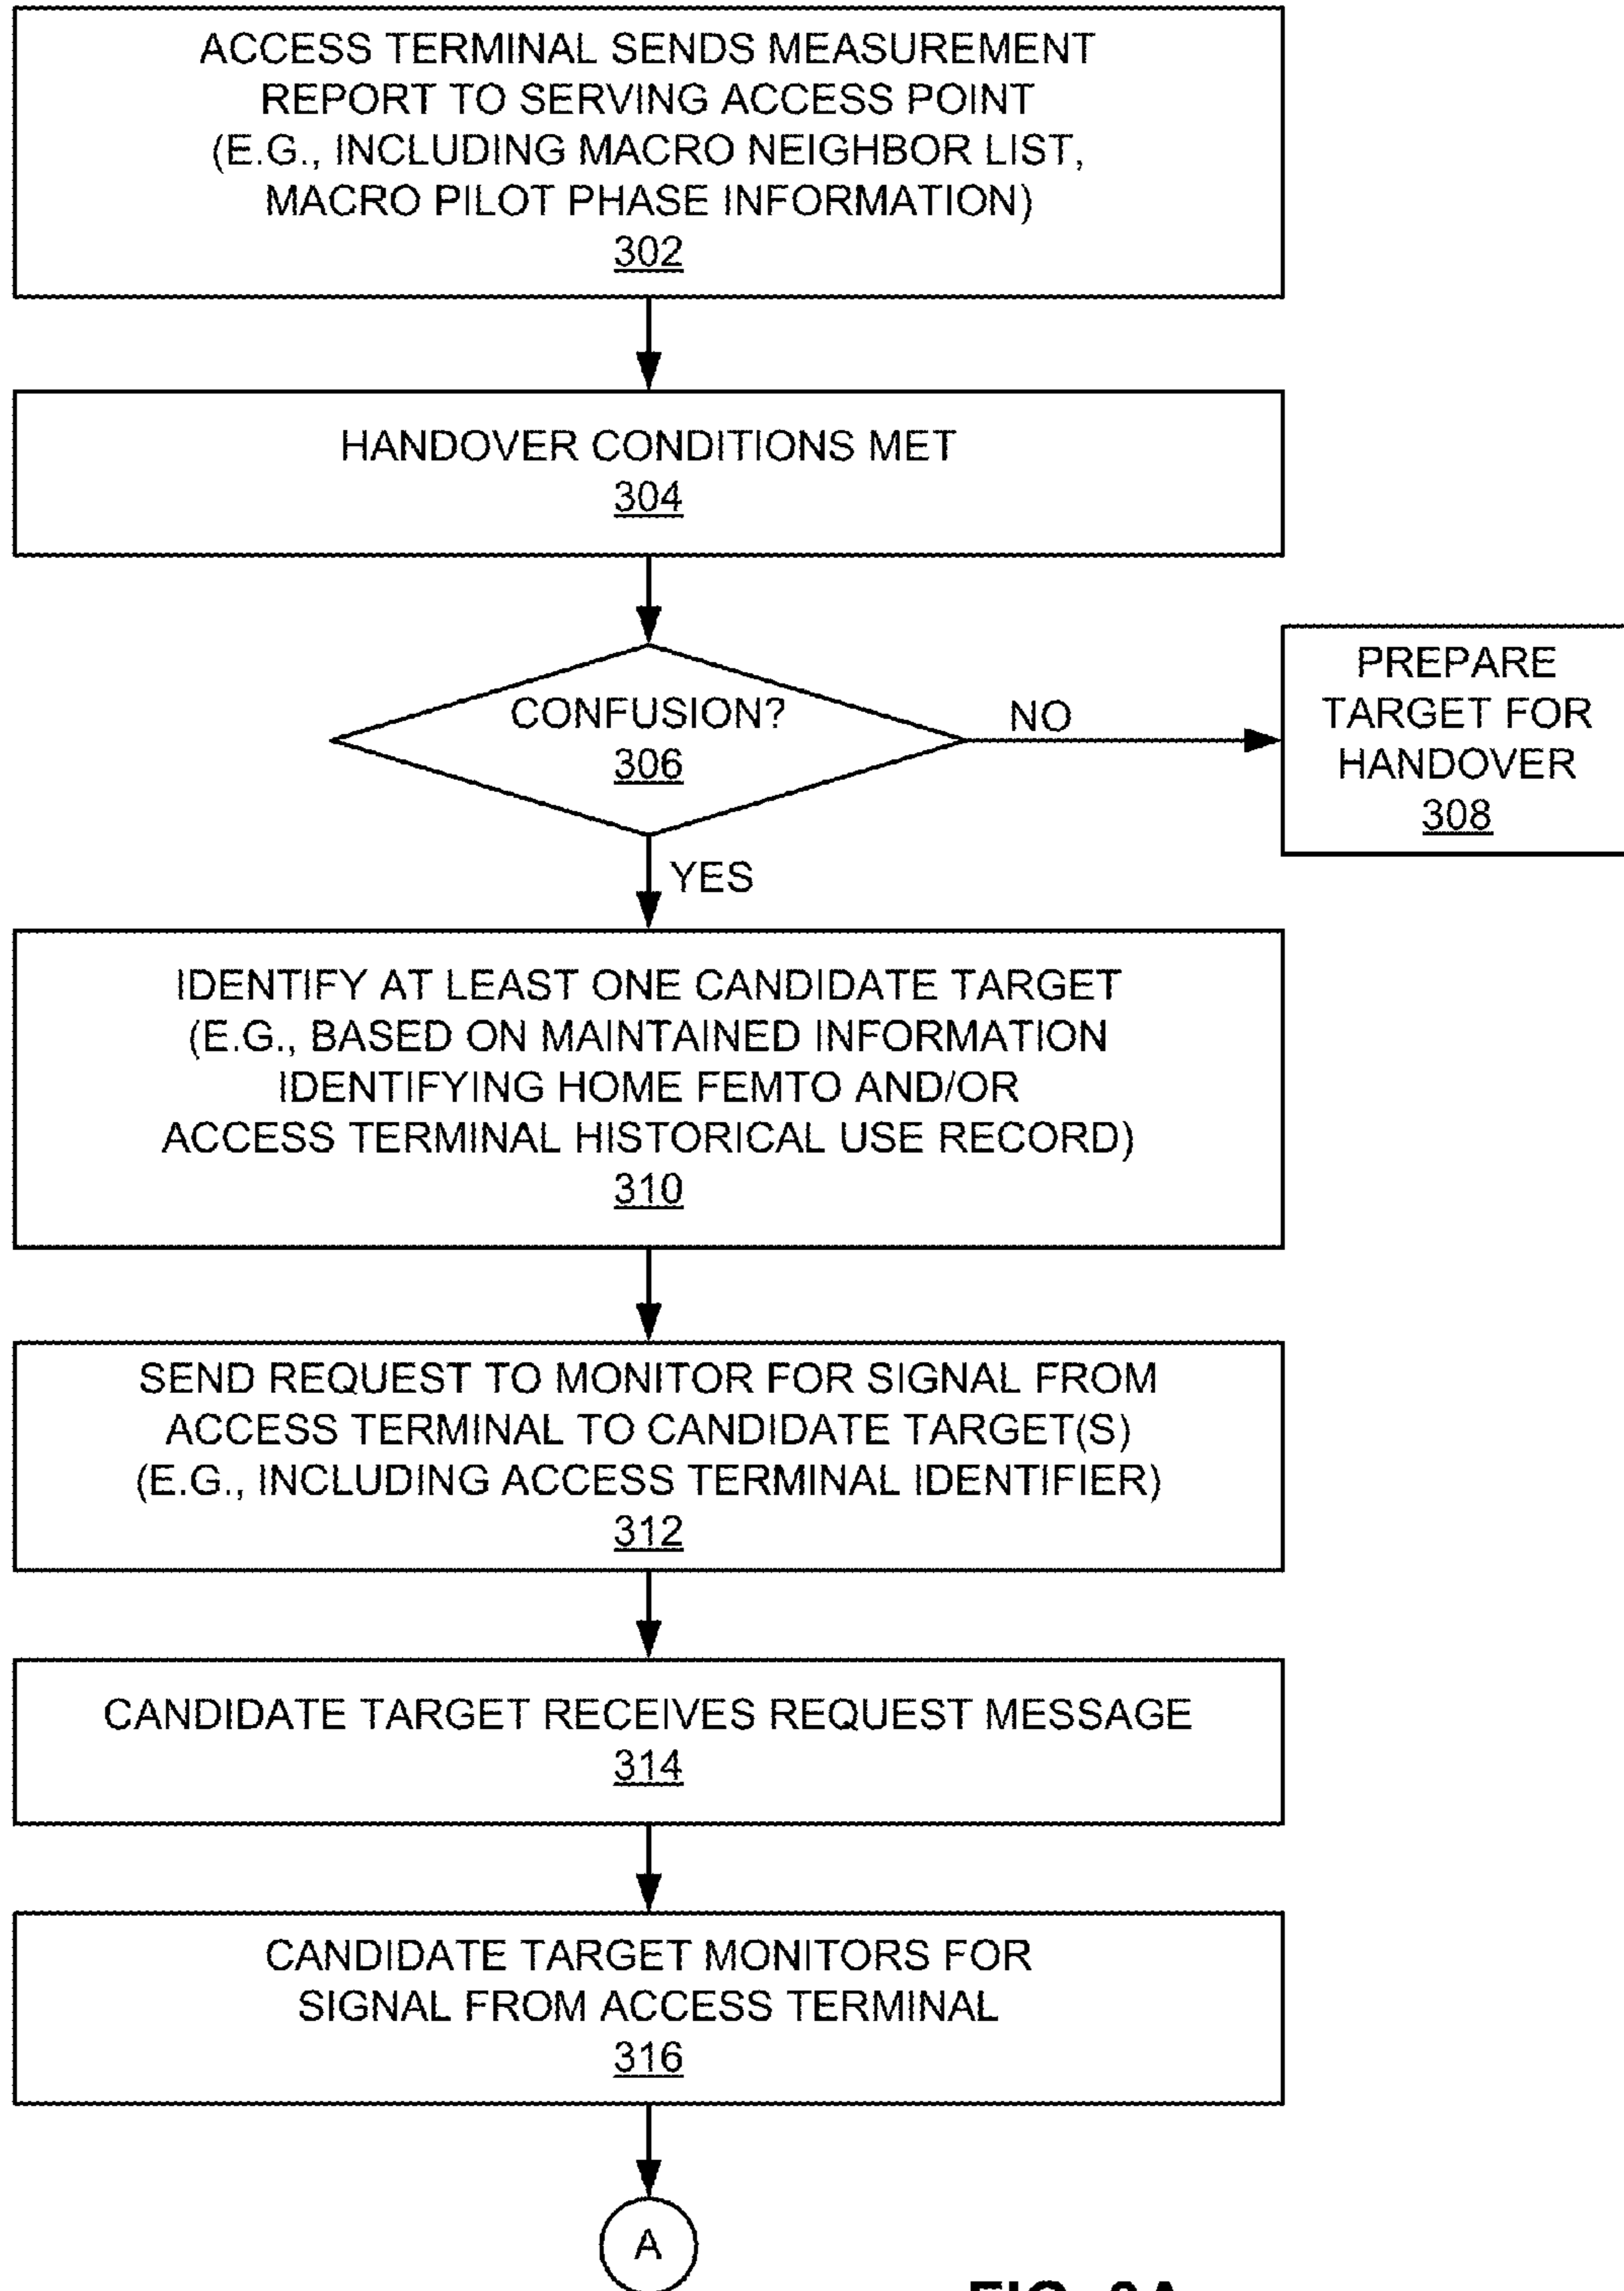 ACCESS TERMINAL SENDS MEASUREMENT
REPORT TO SERVING ACCESS POINT
(E.G., INCLUDING MACRO NEIGHBOR LIST,
MACRO PILOT PHASE INFORMATION)
302
HANDOVER CONDITIONS MET
304
CONFUSION?
306
NO
PREPARE
TARGET FOR
HANDOVER
308
YES
IDENTIFY AT LEAST ONE CANDIDATE TARGET
(E.G., BASED ON MAINTAINED INFORMATION
IDENTIFYING HOME FEMTO AND/OR
ACCESS TERMINAL HISTORICAL USE RECORD)
310
SEND REQUEST TO MONITOR FOR SIGNAL FROM
ACCESS TERMINAL TO CANDIDATE TARGET(S)
(E.G., INCLUDING ACCESS TERMINAL IDENTIFIER)
312
CANDIDATE TARGET RECEIVES REQUEST MESSAGE
314
CANDIDATE TARGET MONITORS FOR
SIGNAL FROM ACCESS TERMINAL
316
A
FIG.